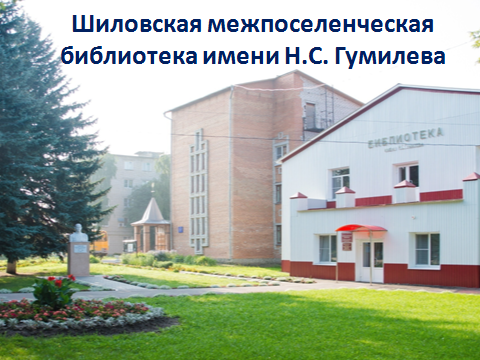 Шиловская межпоселенческая
библиотека имени Н.С. Гумилева
БИБЛИОТЕКА